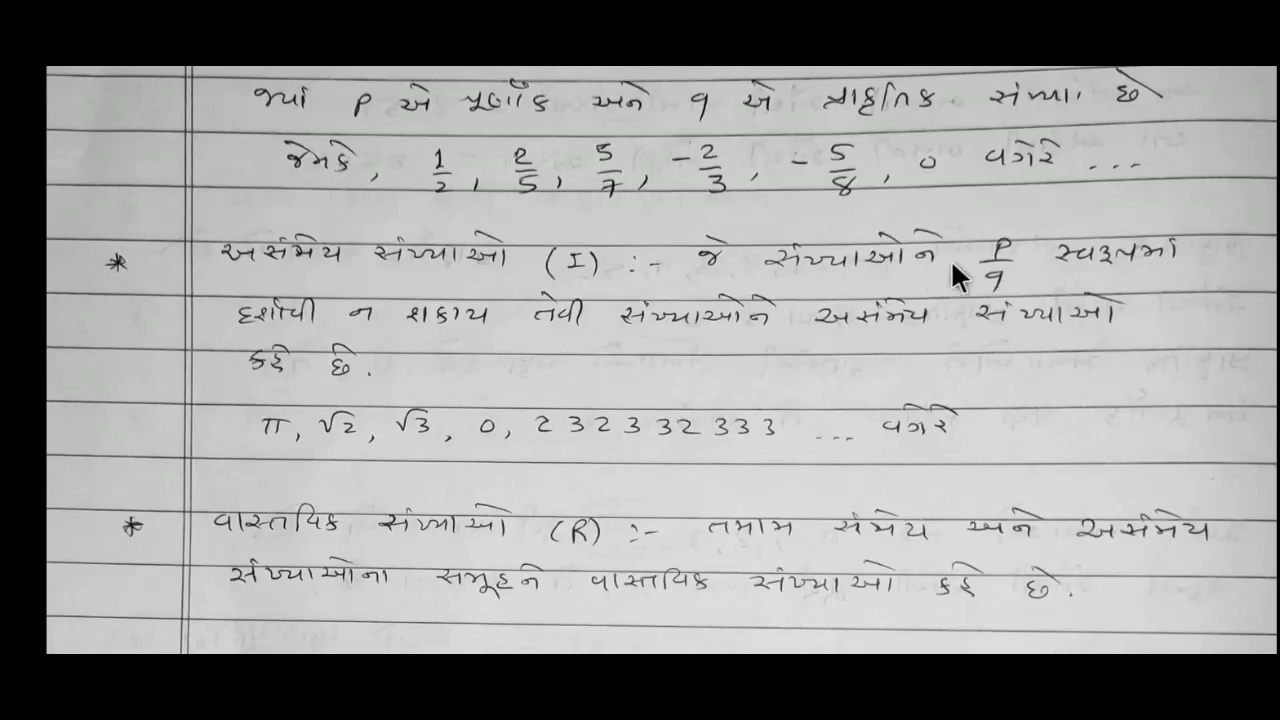 જ્યાં P એ પૂર્ણાંક અને q એ પ્રાકૃતિક સંખ્યા છે
જેમકે, 1/2, 2/5, 5/7, -2/3, -5/8, 0 વગેરે ...
* અસંમેય સંખ્યાઓ (I) :- જે સંખ્યાઓને P/q સ્વરૂપમાં
દર્શાવી ન શકાય તેવી સંખ્યાઓને અસંમેય સંખ્યાઓ
કહે છે.
π, √2, √3, 0, 232332333 ... વગેરે
* વાસ્તવિક સંખ્યાઓ (R) :- તમામ સંમેય અને અસંમેય
સંખ્યાઓના સમૂહને વાસ્તવિક સંખ્યાઓ કહે છે.